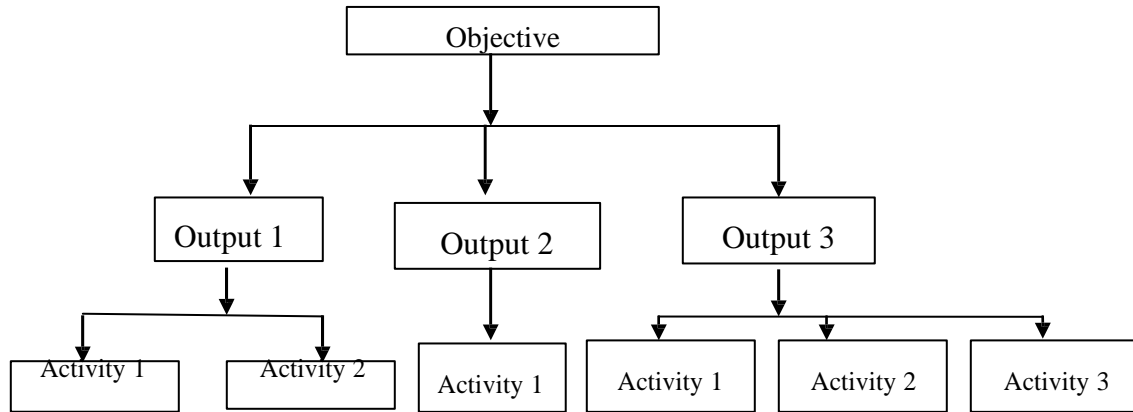 Objective
Output 1
Output 2
Output 3
Activity 1
Activity 2
Activity 1
Activity 1
Activity 2
Activity 3